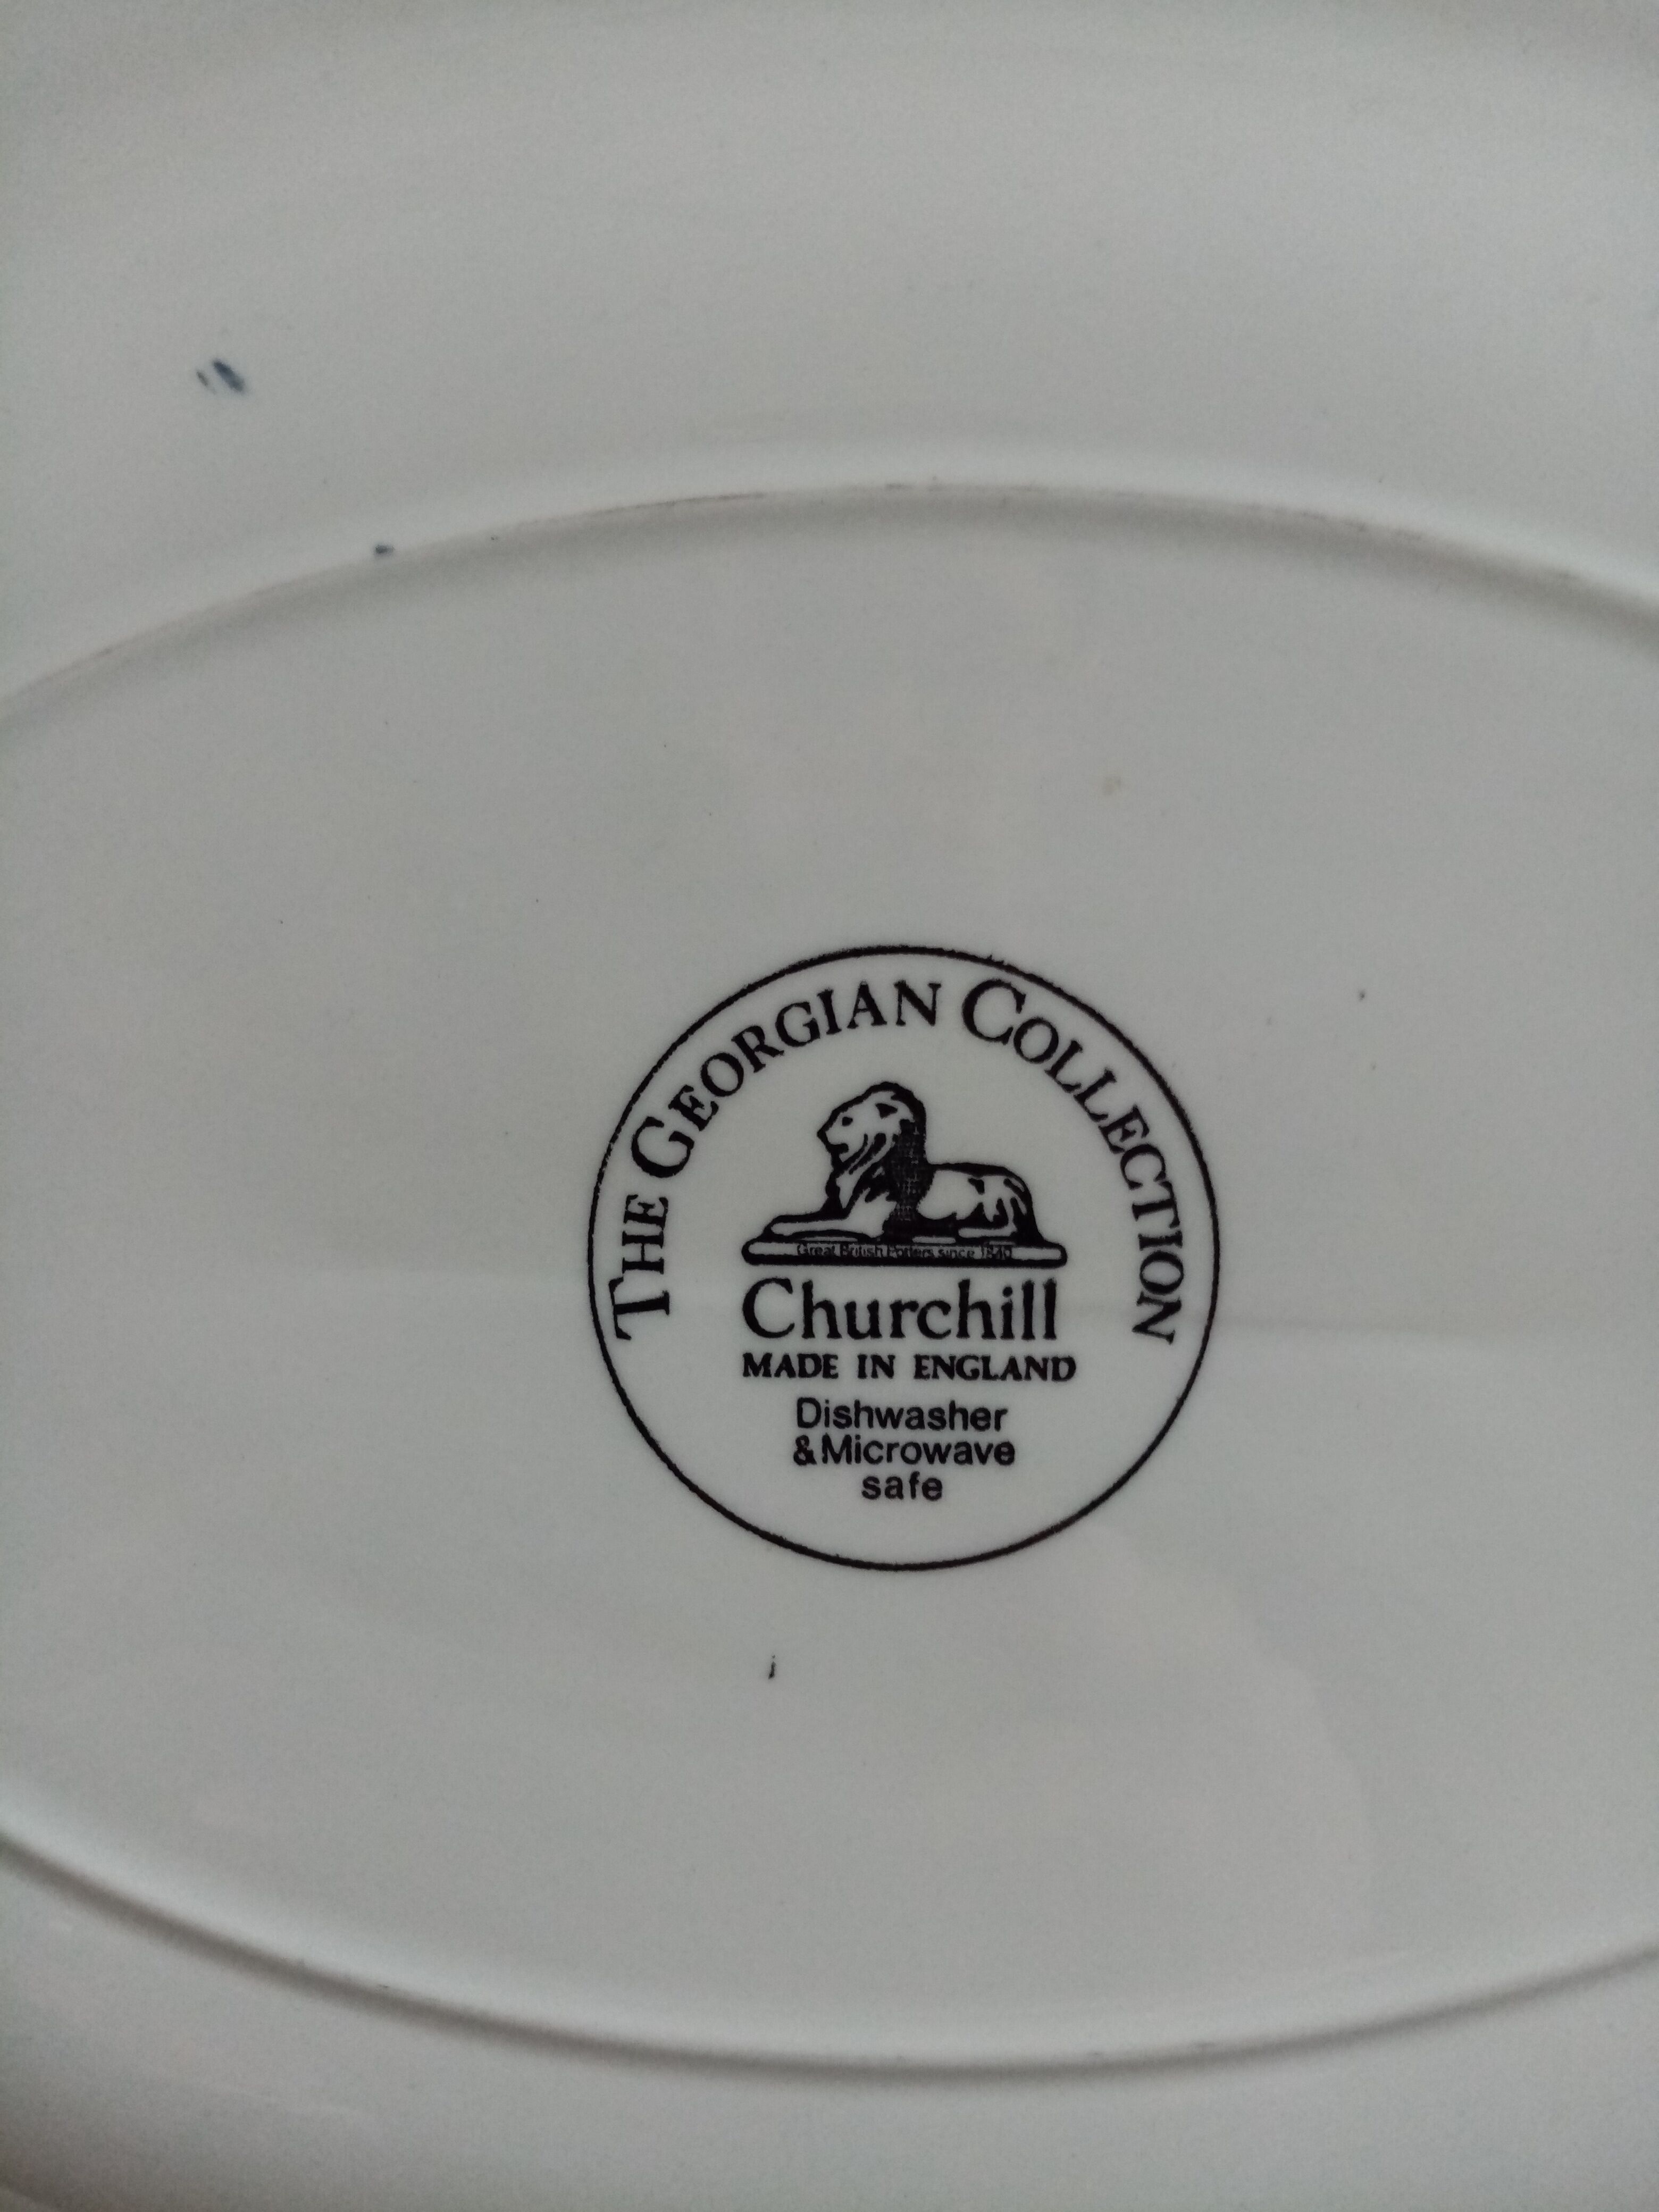 THE GEORGIAN COLLECTION
Great British Potters since 1840
Churchill
MADE IN ENGLAND
Dishwasher
& Microwave
safe